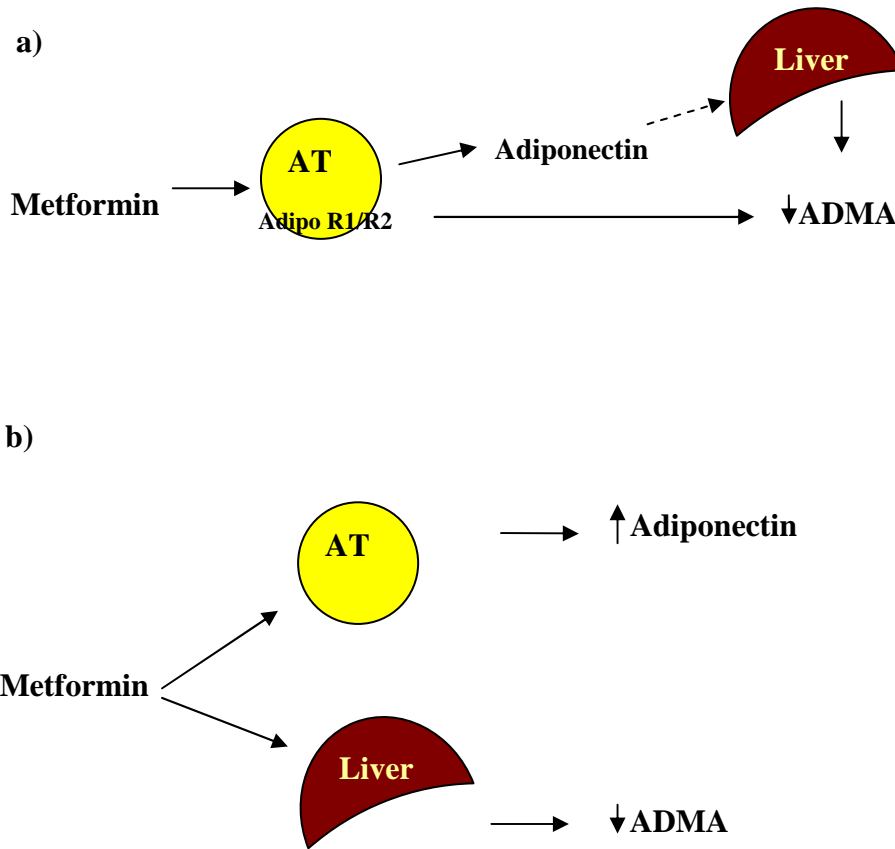 a)
Liver
AT
Adiponectin
Metformin
Adipo R1/R2
ADMA
b)
AT
Adiponectin
Metformin
Liver
ADMA